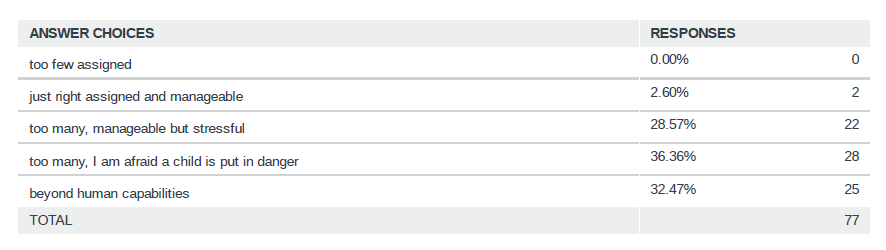 ANSWER CHOICES RESPONSES
too few assigned 0.00% 0
just right assigned and manageable 2.60% 2
too many, manageable but stressful 28.57% 22
too many, I am afraid a child is put in danger 36.36% 28
beyond human capabilities 32.47% 25
TOTAL 77